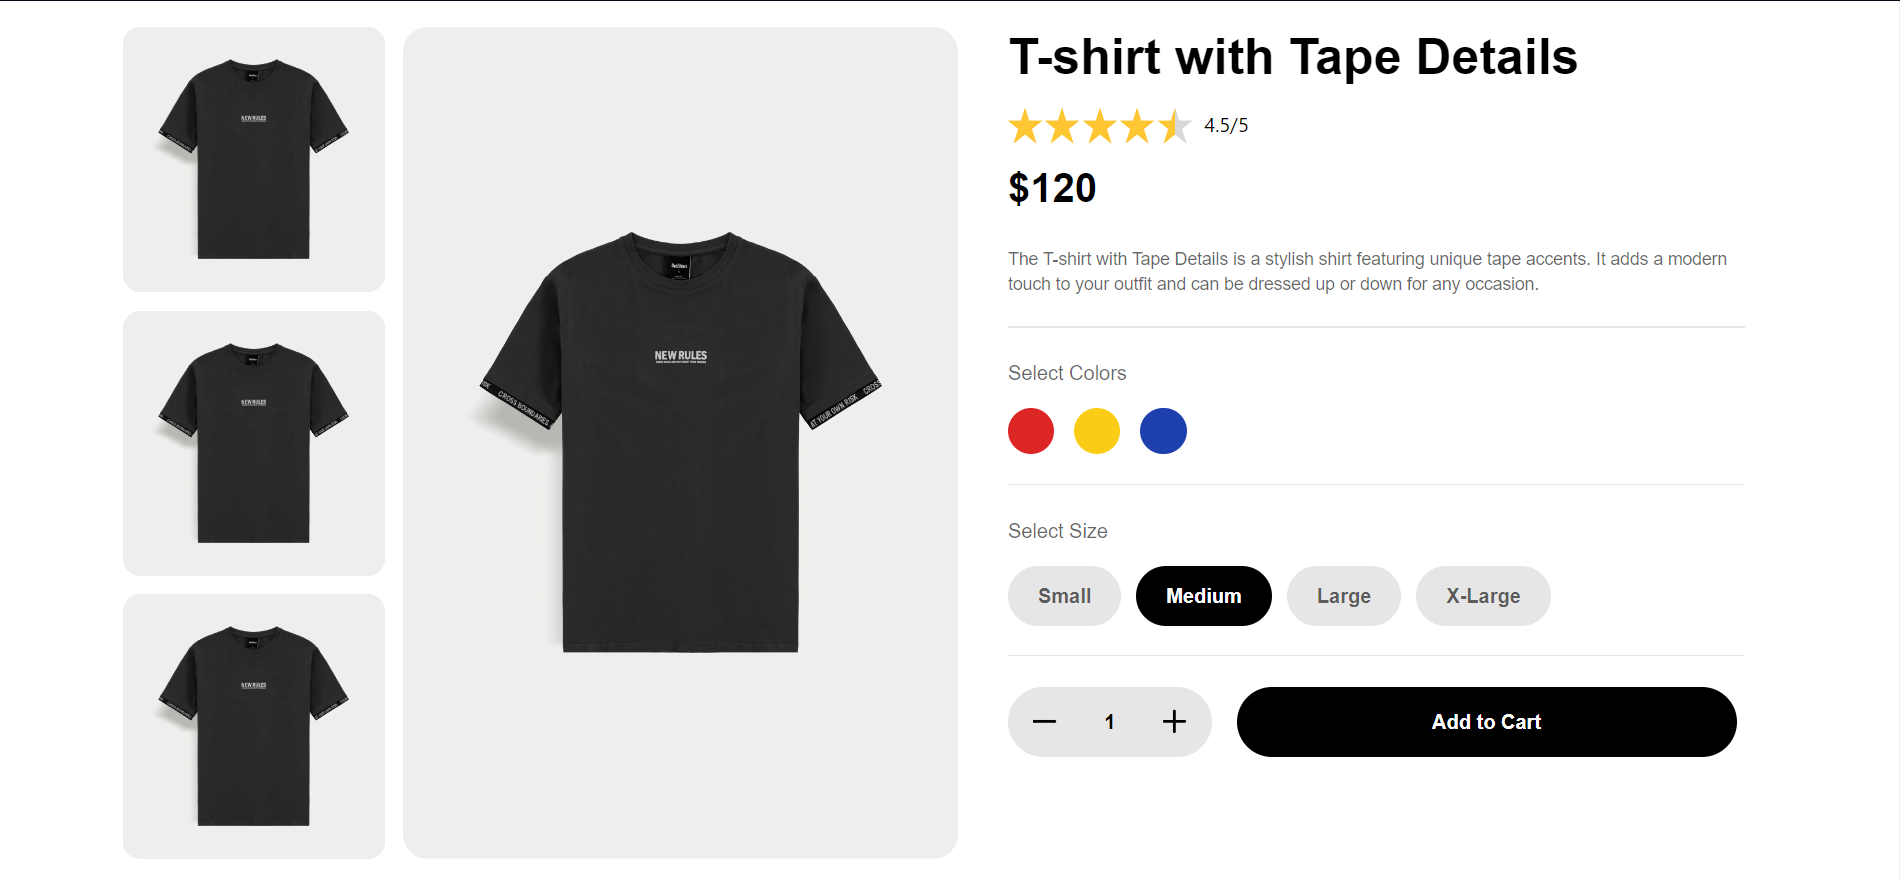 T-shirt with Tape Details
4.5/5
$120
The T-shirt with Tape Details is a stylish shirt featuring unique tape accents. It adds a modern
touch to your outfit and can be dressed up or down for any occasion.
Select Colors
Select Size
Small
Medium
Large
X-Large
1
Add to Cart
NEW RULES
NEW RULES
NEW RULES
NEW RULES
RISK
CROSS BOUNDARIES
AT YOUR OWN RISK
CROSS